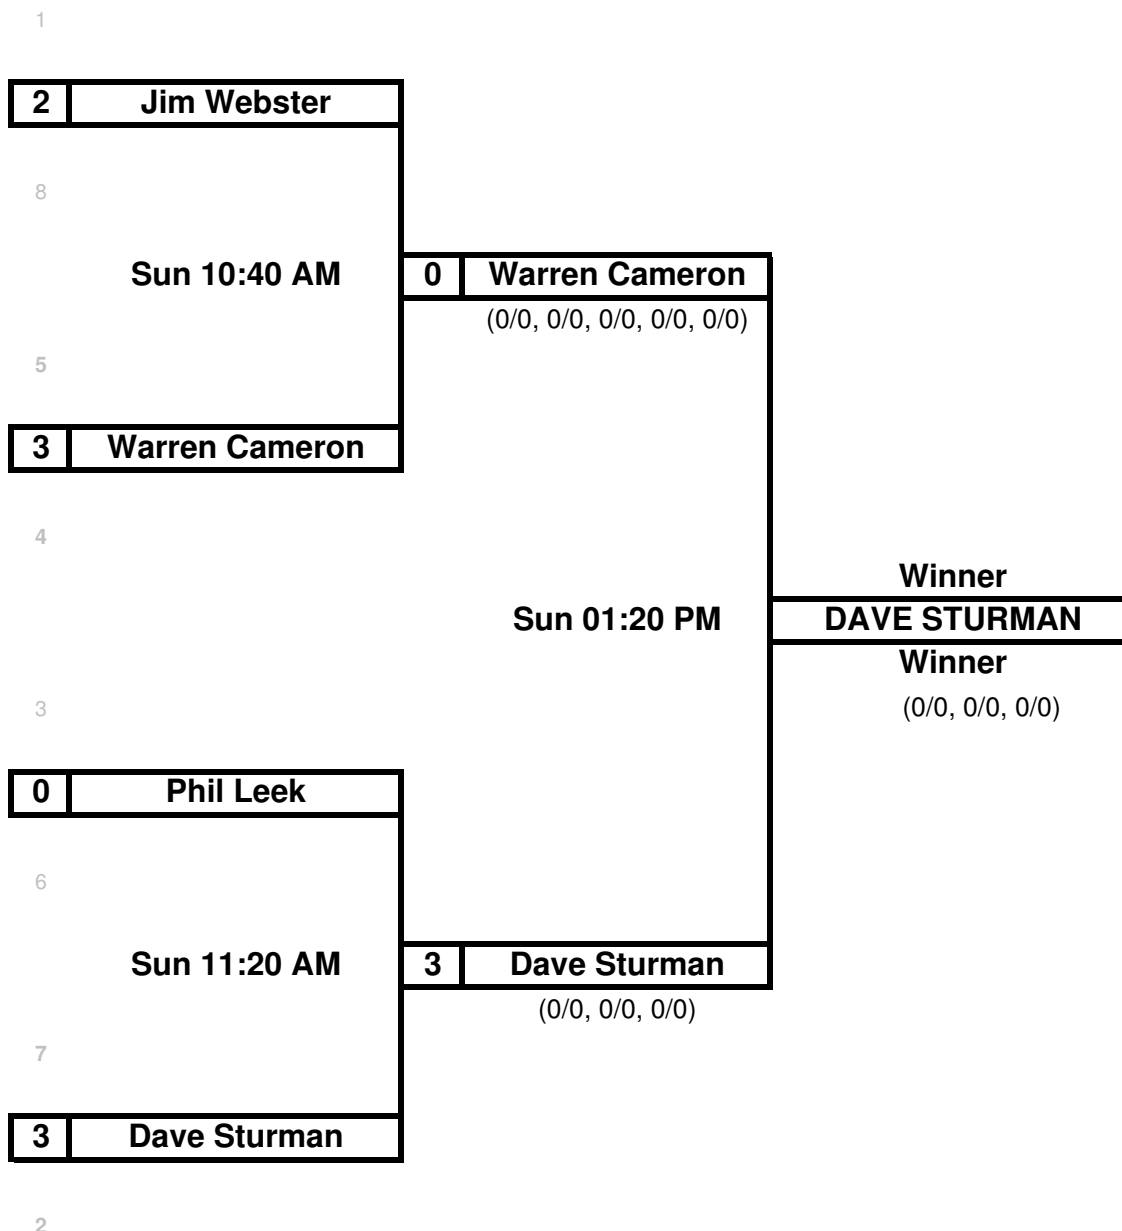 1
2 Jim Webster
8
Sun 10:40 AM
0 Warren Cameron
(0/0, 0/0, 0/0, 0/0, 0/0)
5
3 Warren Cameron
4
Winner
Sun 01:20 PM
DAVE STURMAN
Winner
3
(0/0, 0/0, 0/0)
0 Phil Leek
6
Sun 11:20 AM
3 Dave Sturman
(0/0, 0/0, 0/0)
7
3 Dave Sturman
2